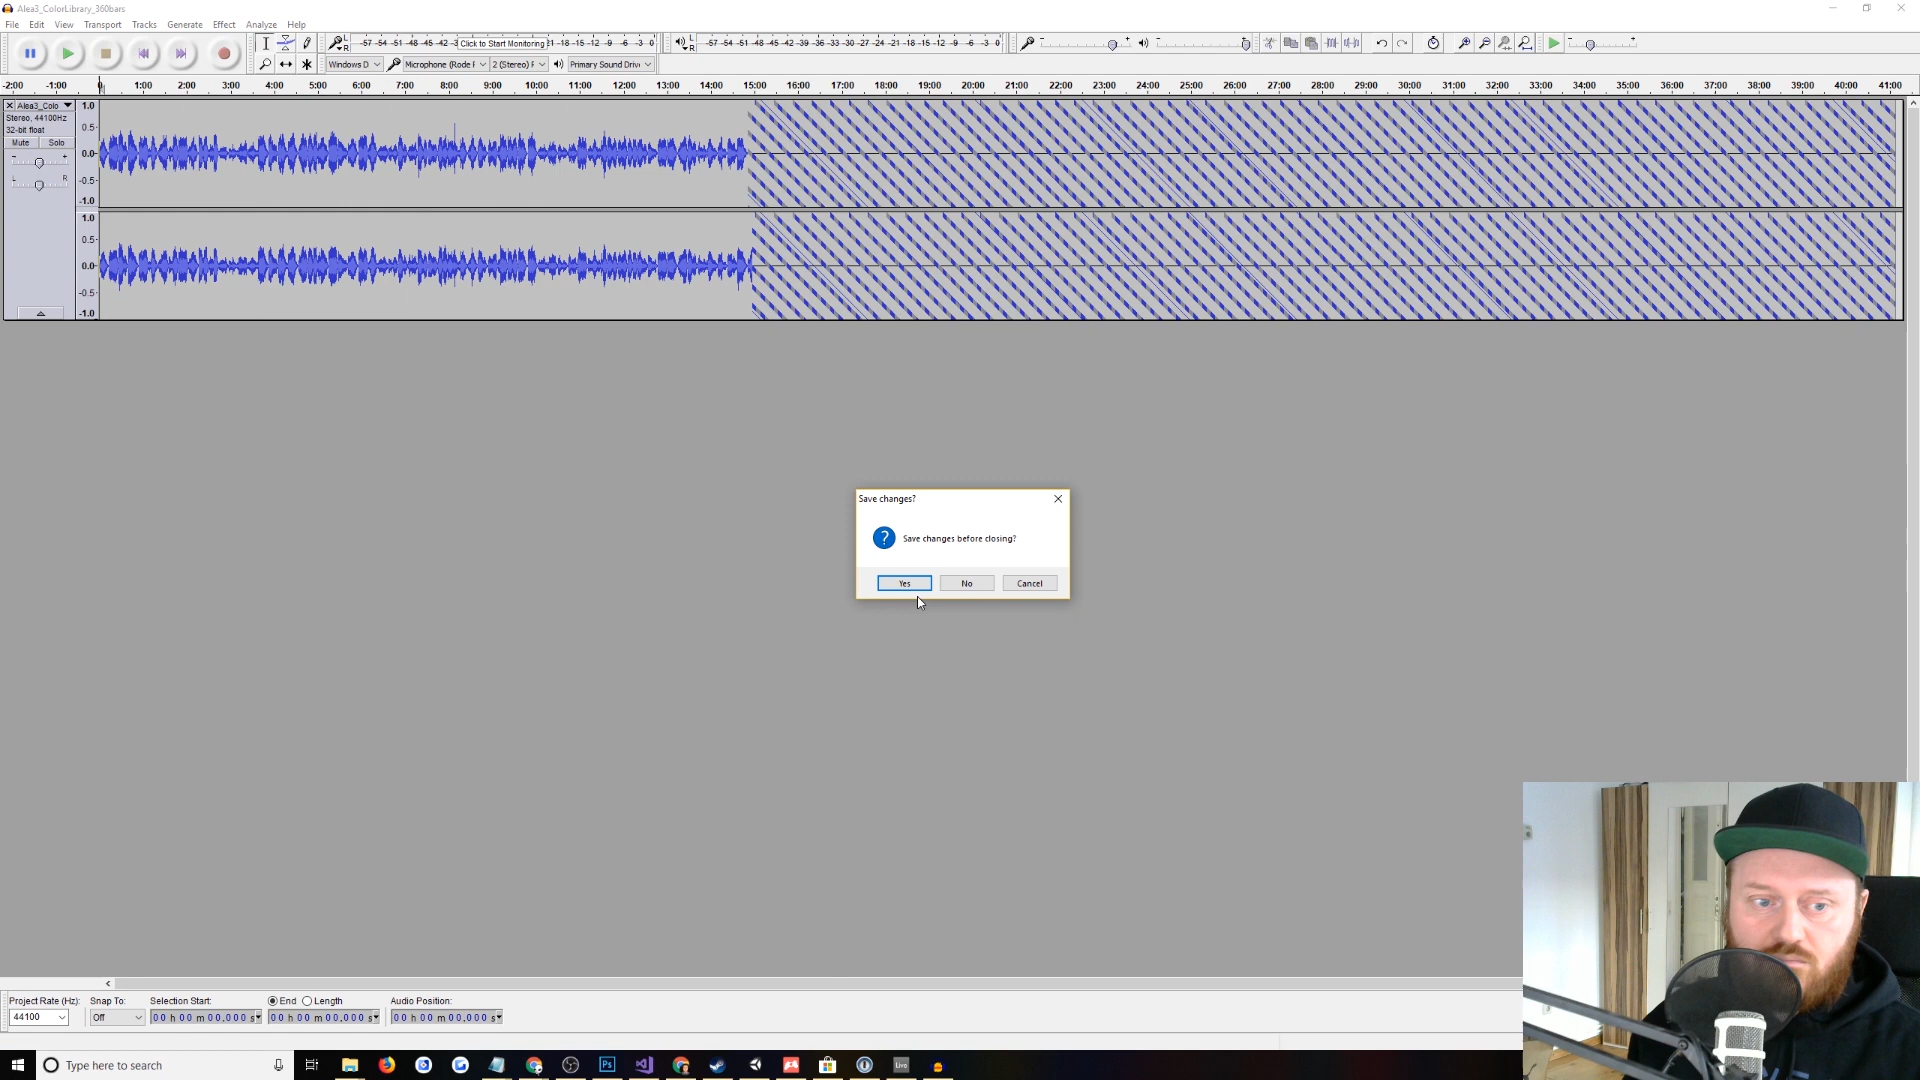 Alea3_ColorLibrary_360bars
File Edit View Transport Tracks Generate Effect Analyze Help
-57 -54 -51 -48 -45 -42 -3 Click to Start Monitoring 1 -18 -15 -12 -9 -6 -3 0
-57 -54 -51 -48 -45 -42 -39 -36 -33 -30 -27 -24 -21 -18 -15 -12 -9 -6 -3 0
Windows D Microphone (Rode 2 (Stereo) Primary Sound Driv
-2:00 -1:00 0 1:00 2:00 3:00 4:00 5:00 6:00 7:00 8:00 9:00 10:00 11:00 12:00 13:00 14:00 15:00 16:00 17:00 18:00 19:00 20:00 21:00 22:00 23:00 24:00 25:00 26:00 27:00 28:00 29:00 30:00 31:00 32:00 33:00 34:00 35:00 36:00 37:00 38:00 39:00 40:00 41:00
Alea3_Colo
Stereo, 44100Hz
32-bit float
Mute Solo
- +
L R
1.0
0.5
0.0
-0.5
-1.0
1.0
0.5
0.0
-0.5
-1.0
Save changes?
Save changes before closing?
Yes No Cancel
Project Rate (Hz): Snap To: Selection Start: End Length Audio Position:
44100 Off 00 h 00 m 00,000 s 00 h 00 m 00,000 s 00 h 00 m 00,000 s
Type here to search
Ps
Live